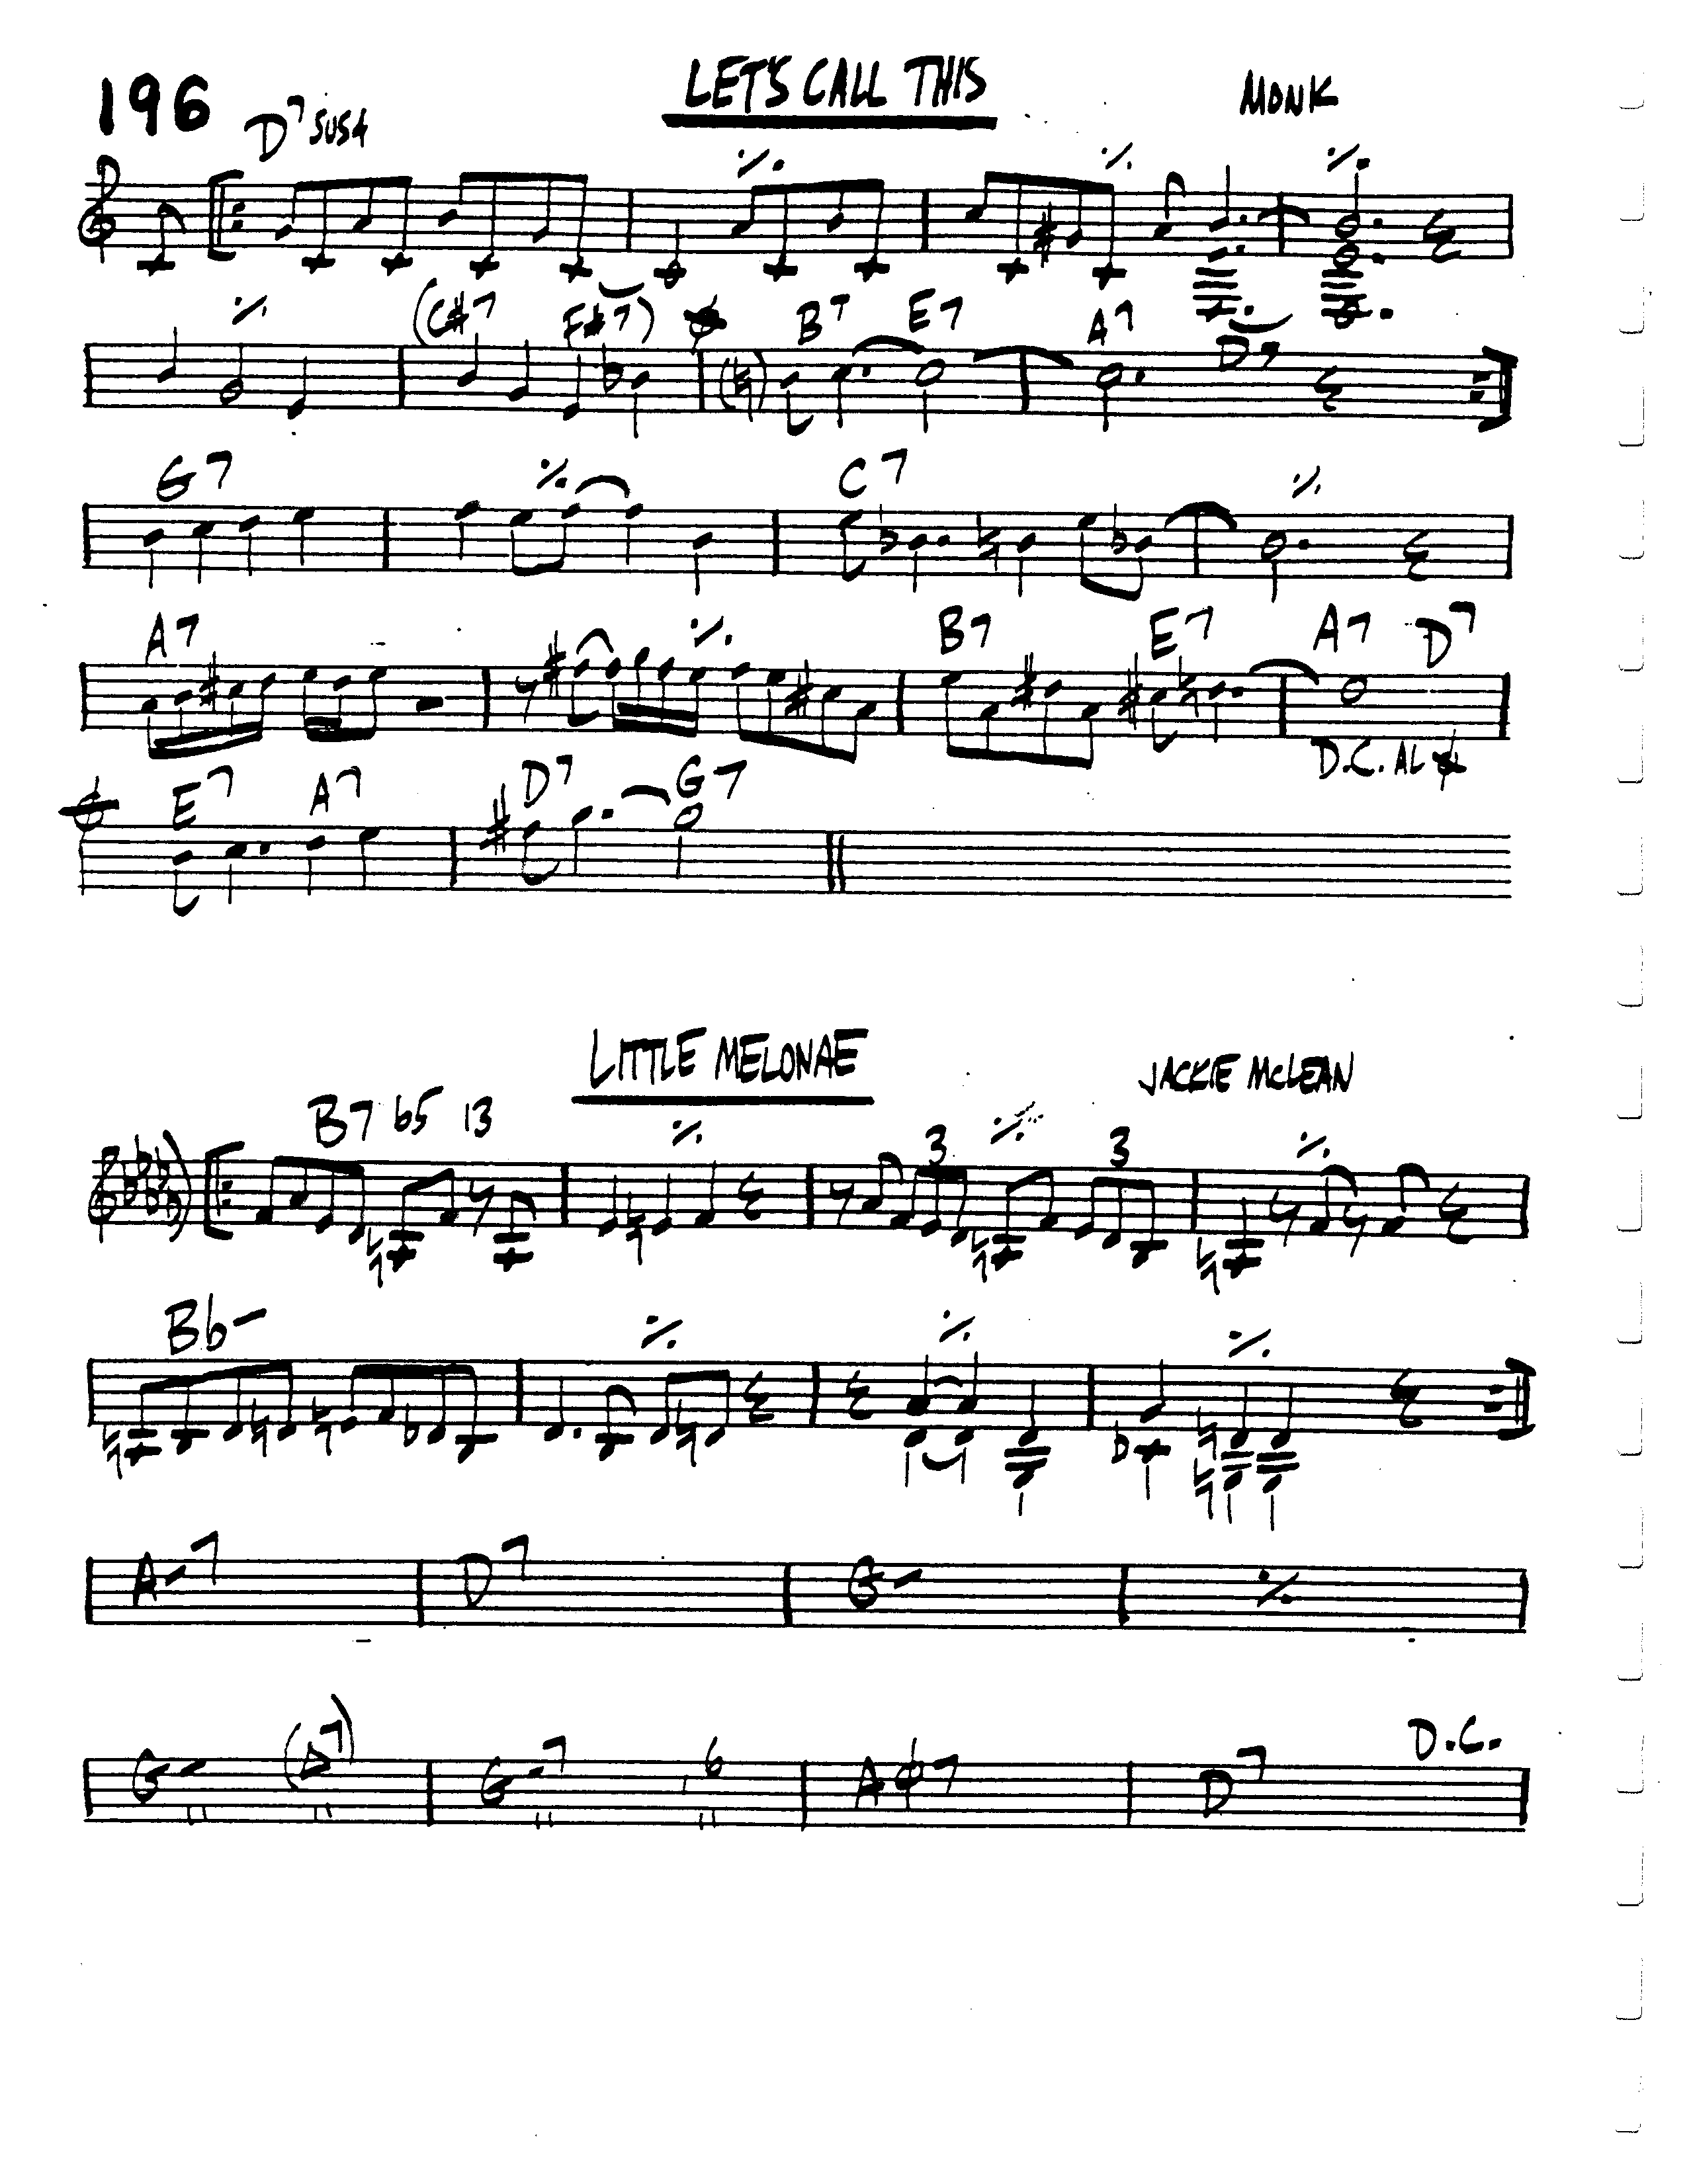 196 LET'S CALL THIS MONK
D7 SUS4 ٪ ٪ ٪
٪ (C#7 F#7) B7 E7 A7 D7
G7 ٪ C7 ٪
A7 ٪ B7 E7 A7 D7
D.C. AL
E7 A7 D7 G7
LITTLE MELONAE JACKIE McLEAN
B7 b5 13 ٪ 3 ٪ 3 ٪
Bb- ٪ ٪ ٪
A-7 D7 G- ٪
G- (D7) G-7 6 Aø7 D7 D.C.